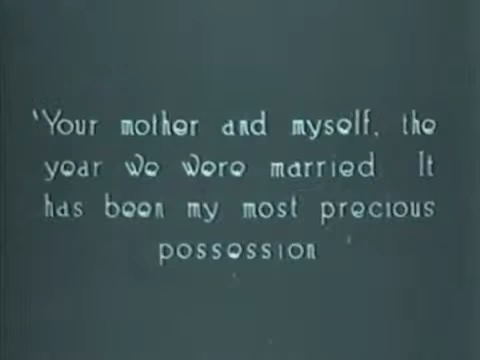 'Your mother and myself, the
year we were married It
has been my most precious
possession